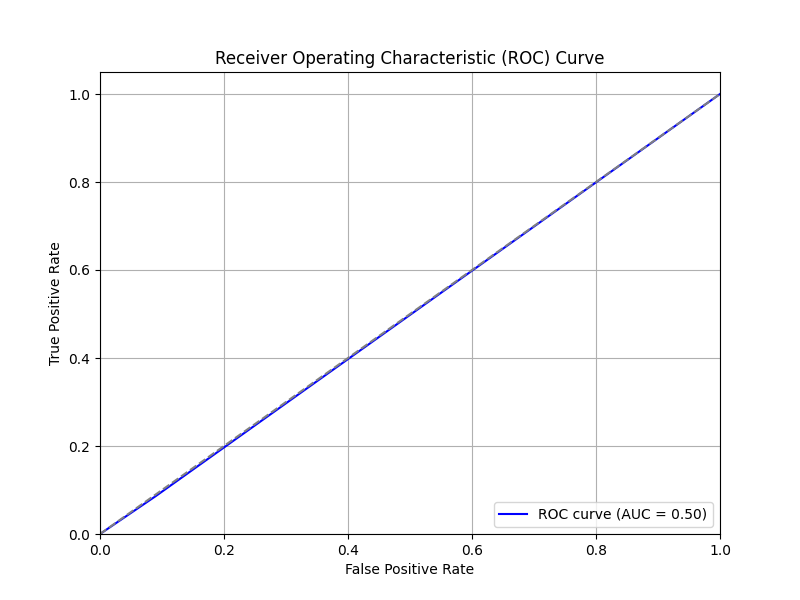 Receiver Operating Characteristic (ROC) Curve
1.0
0.8
0.6
0.4
0.2
0.0
True Positive Rate
ROC curve (AUC = 0.50)
0.0 0.2 0.4 0.6 0.8 1.0
False Positive Rate